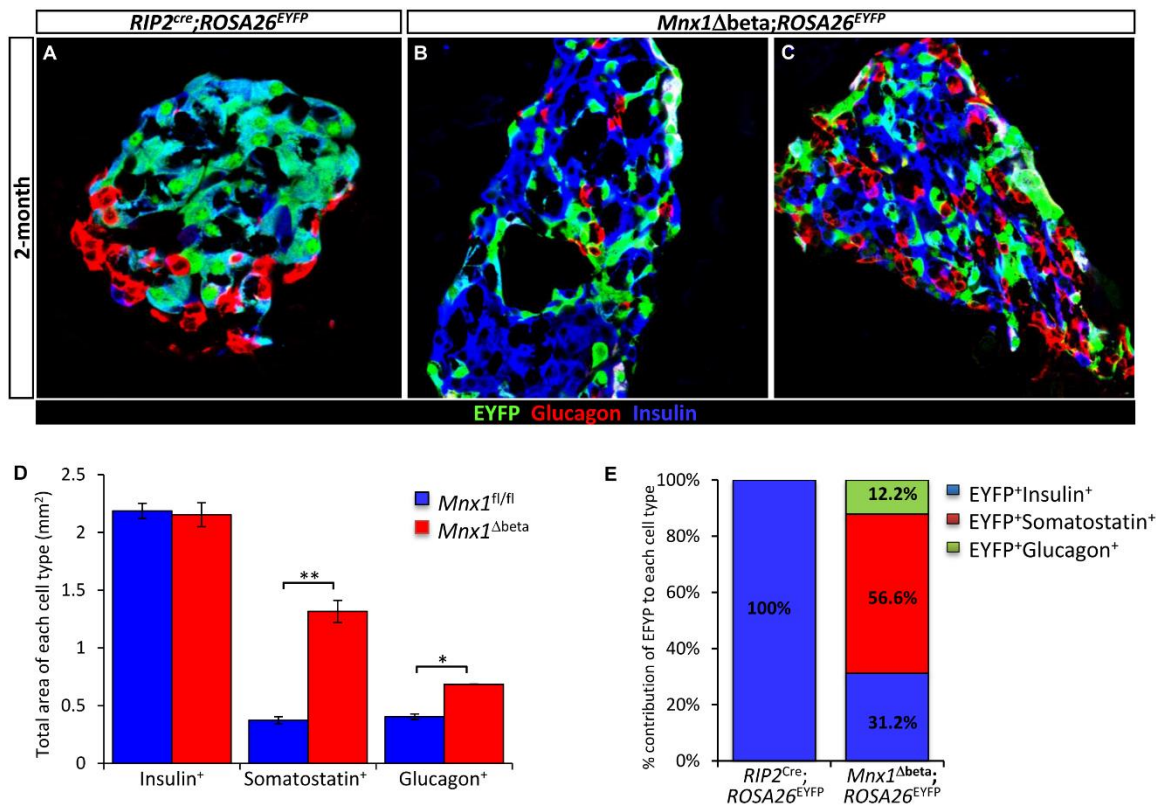 RIP2cre;ROSA26EYFP
Mnx1Δbeta;ROSA26EYFP
A
B
C
2-month
EYFP Glucagon Insulin
D
Total area of each cell type (mm2)
2.5
2
1.5
1
0.5
0
**
*
Mnx1fl/fl
Mnx1Δbeta
Insulin+
Somatostatin+
Glucagon+
E
% contribution of EFYP to each cell type
100%
80%
60%
40%
20%
0%
100%
12.2%
56.6%
31.2%
EYFP+Insulin+
EYFP+Somatostatin+
EYFP+Glucagon+
RIP2Cre;
ROSA26EYFP
Mnx1Δbeta;
ROSA26EYFP